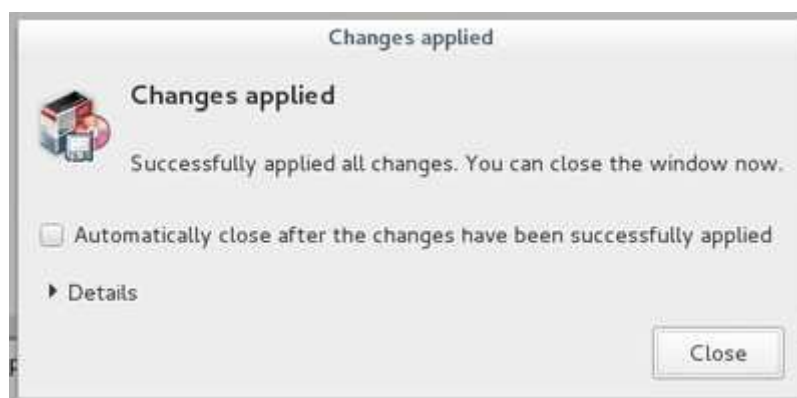 Changes applied
Changes applied
Successfully applied all changes. You can close the window now.
Automatically close after the changes have been successfully applied
Details
Close